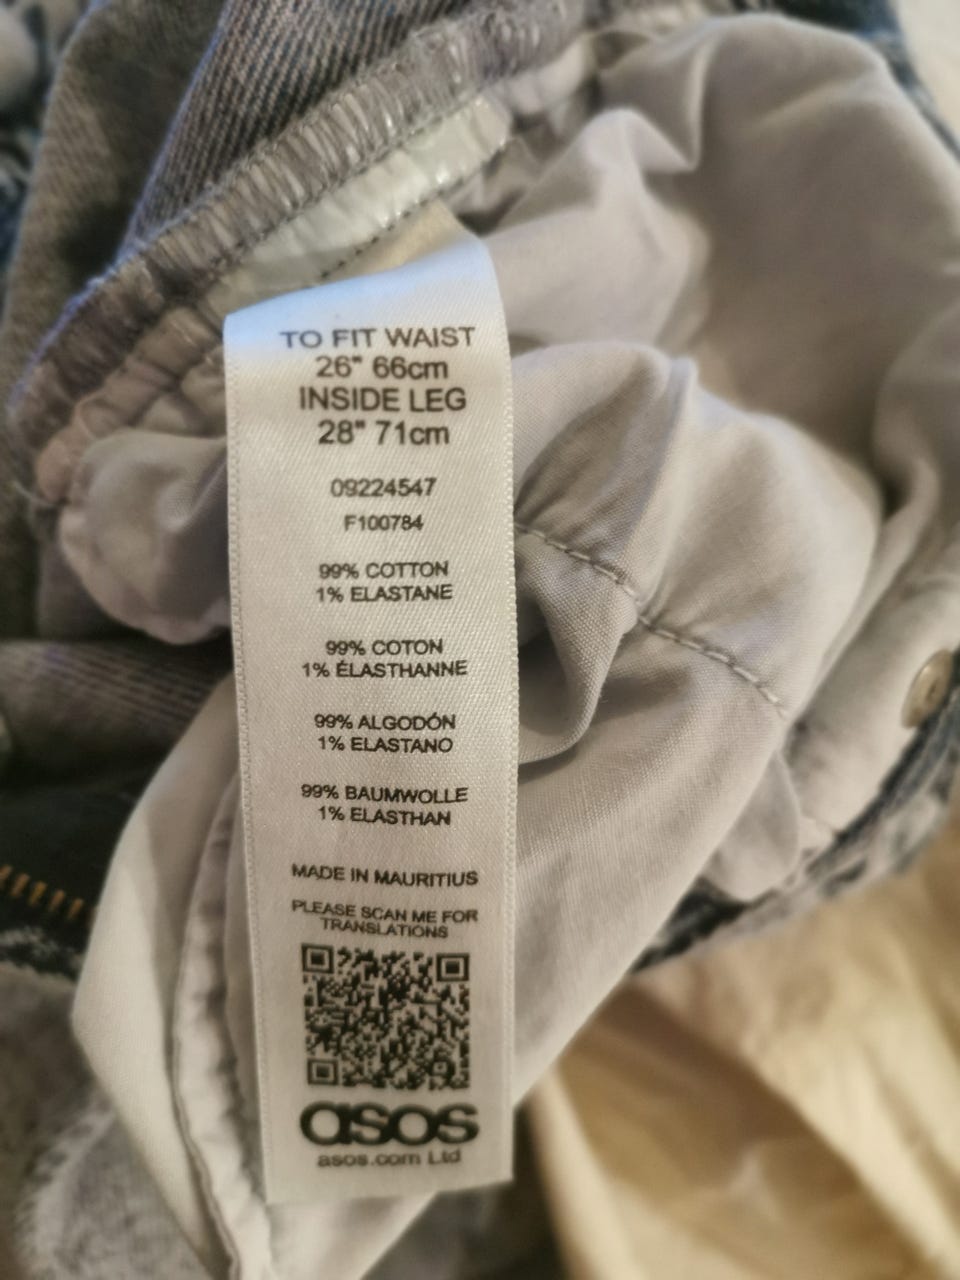 TO FIT WAIST
26" 66cm
INSIDE LEG
28" 71cm
09224547
F100784
99% COTTON
1% ELASTANE
99% COTON
1% ÉLASTHANNE
99% ALGODÓN
1% ELASTANO
99% BAUMWOLLE
1% ELASTHAN
MADE IN MAURITIUS
PLEASE SCAN ME FOR
TRANSLATIONS
asos
asos.com Ltd